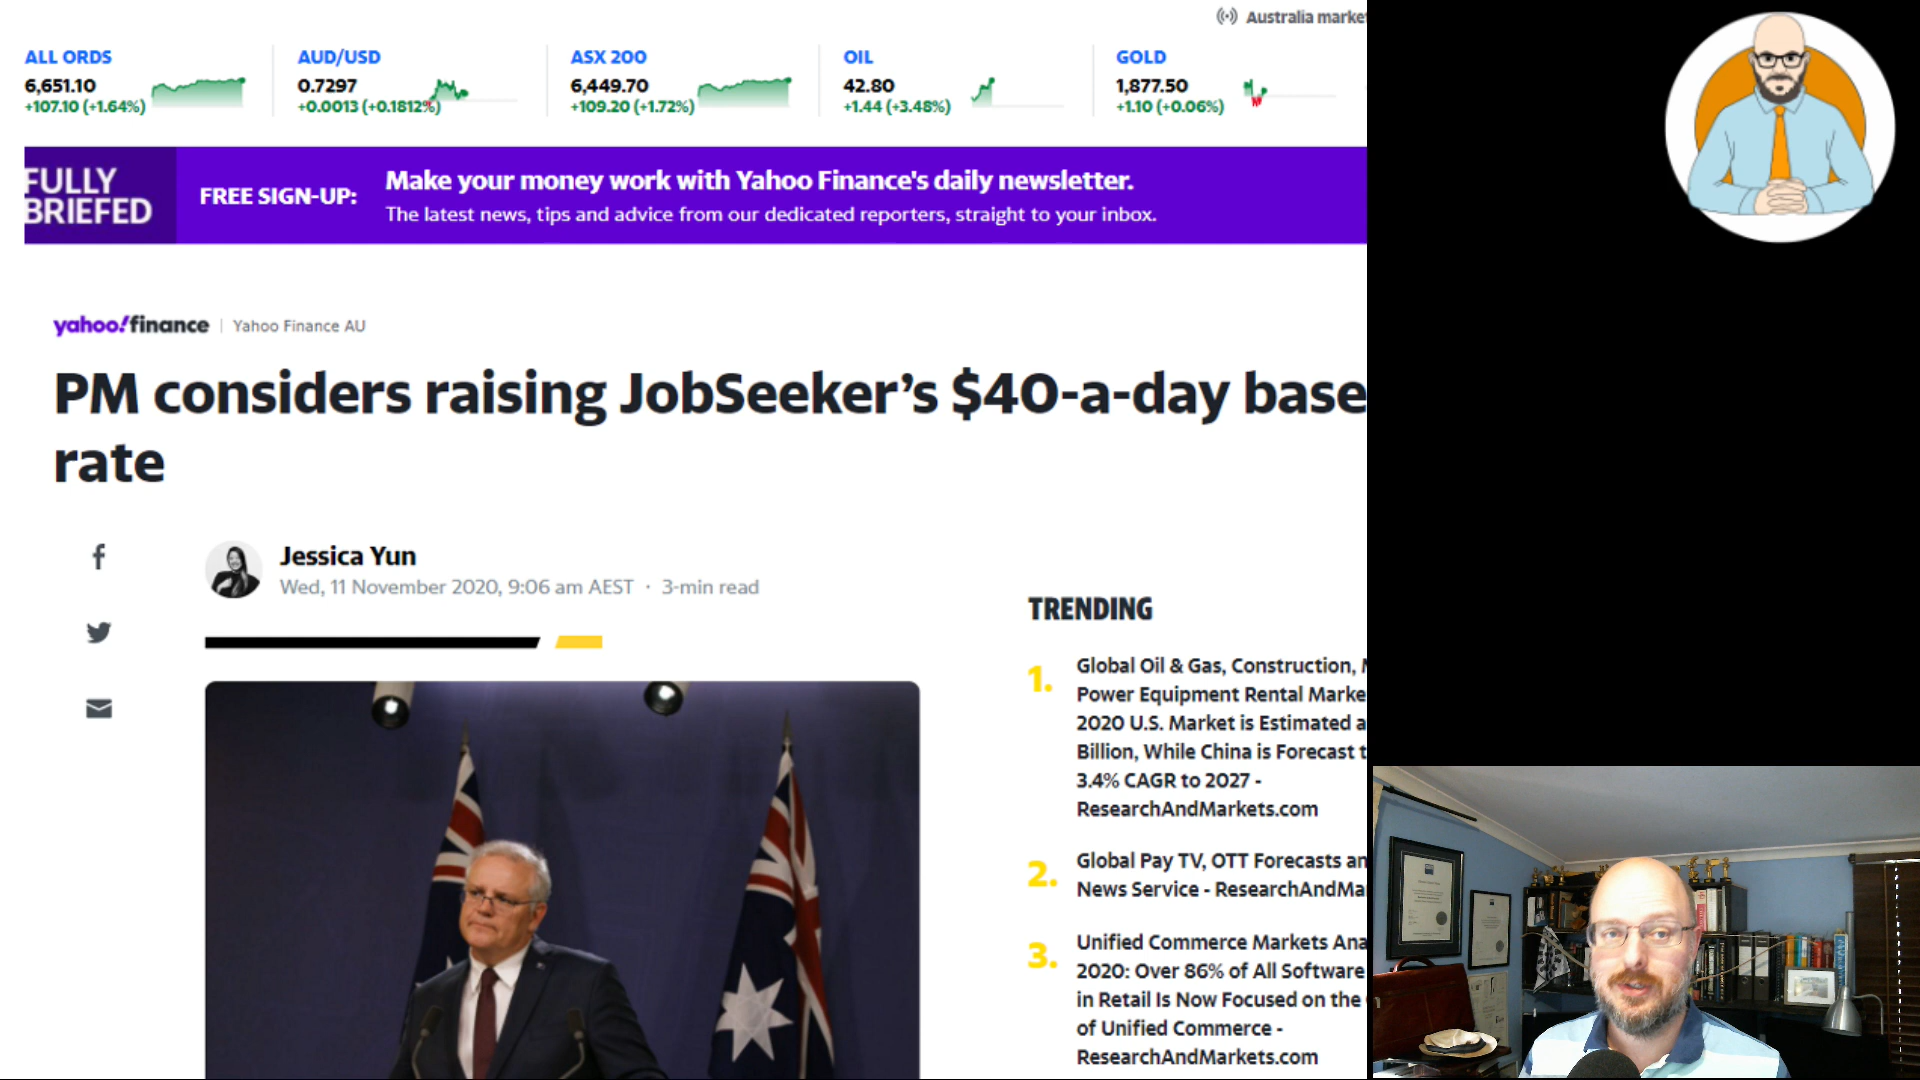 Australia marke
ALL ORDS
6,651.10
+107.10 (+1.64%)
AUD/USD
0.7297
+0.0013 (+0.1812%)
ASX 200
6,449.70
+109.20 (+1.72%)
OIL
42.80
+1.44 (+3.48%)
GOLD
1,877.50
+1.10 (+0.06%)
FULLY
BRIEFED
FREE SIGN-UP:
Make your money work with Yahoo Finance's daily newsletter.
The latest news, tips and advice from our dedicated reporters, straight to your inbox.
yahoo!finance | Yahoo Finance AU
PM considers raising JobSeeker’s $40-a-day base
rate
Jessica Yun
Wed, 11 November 2020, 9:06 am AEST · 3-min read
TRENDING
1.
Global Oil & Gas, Construction,
Power Equipment Rental Marke
2020 U.S. Market is Estimated a
Billion, While China is Forecast t
3.4% CAGR to 2027 -
ResearchAndMarkets.com
2.
Global Pay TV, OTT Forecasts an
News Service - ResearchAndMa
3.
Unified Commerce Markets Ana
2020: Over 86% of All Software
in Retail Is Now Focused on the
of Unified Commerce -
ResearchAndMarkets.com